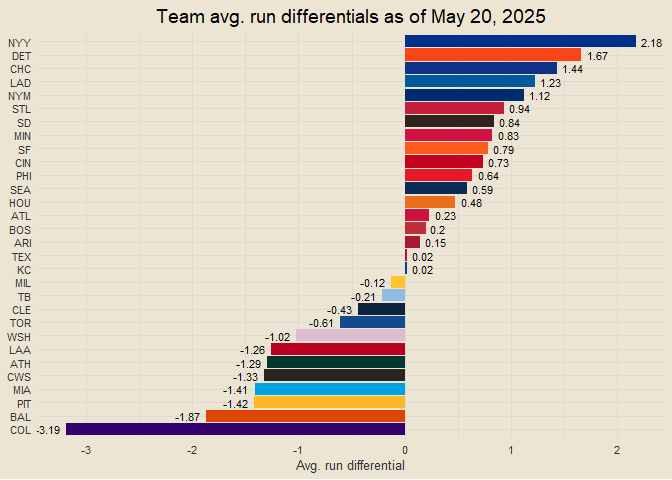 Team avg. run differentials as of May 20, 2025
NYY 2.18
DET 1.67
CHC 1.44
LAD 1.23
NYM 1.12
STL 0.94
SD 0.84
MIN 0.83
SF 0.79
CIN 0.73
PHI 0.64
SEA 0.59
HOU 0.48
ATL 0.23
BOS 0.2
ARI 0.15
TEX 0.02
KC 0.02
MIL -0.12
TB -0.21
CLE -0.43
TOR -0.61
WSH -1.02
LAA -1.26
ATH -1.29
CWS -1.33
MIA -1.41
PIT -1.42
BAL -1.87
COL -3.19
-3 -2 -1 0 1 2
Avg. run differential